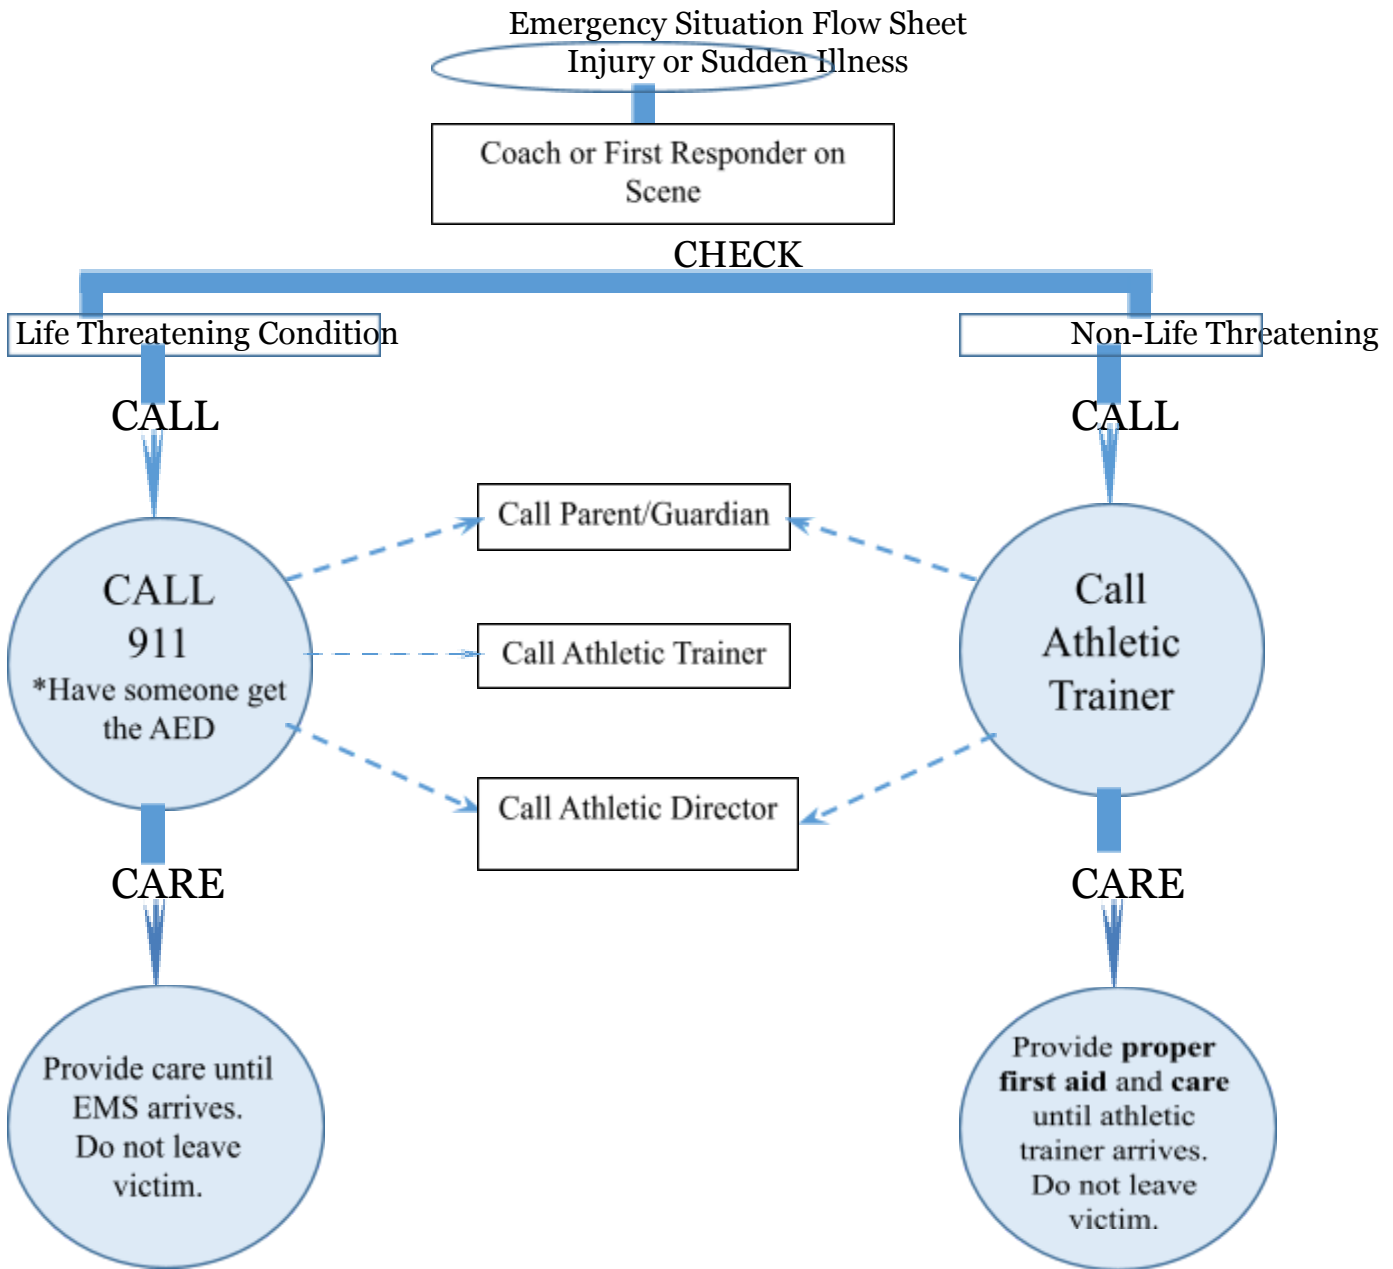 Emergency Situation Flow Sheet
Injury or Sudden Illness
Coach or First Responder on
Scene
CHECK
Life Threatening Condition
Non-Life Threatening
CALL
CALL
CALL
911
*Have someone get
the AED
Call Parent/Guardian
Call Athletic Trainer
Call Athletic Director
Call
Athletic
Trainer
CARE
CARE
Provide care until
EMS arrives.
Do not leave
victim.
Provide proper
first aid and care
until athletic
trainer arrives.
Do not leave
victim.